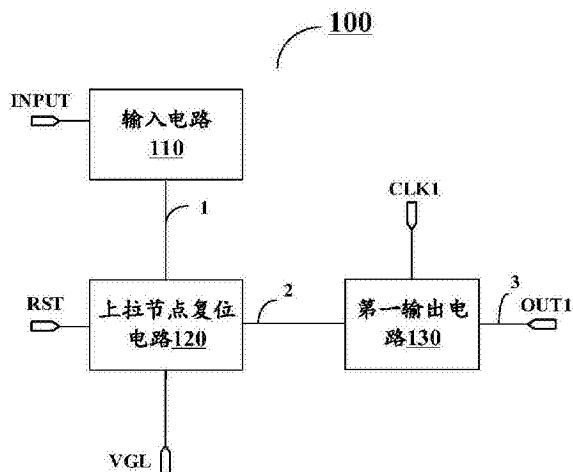 100
INPUT
输入电路
110
CLK1
1
RST
上拉节点复位
电路120
2
第一输出电
路130
3
OUT1
VGL